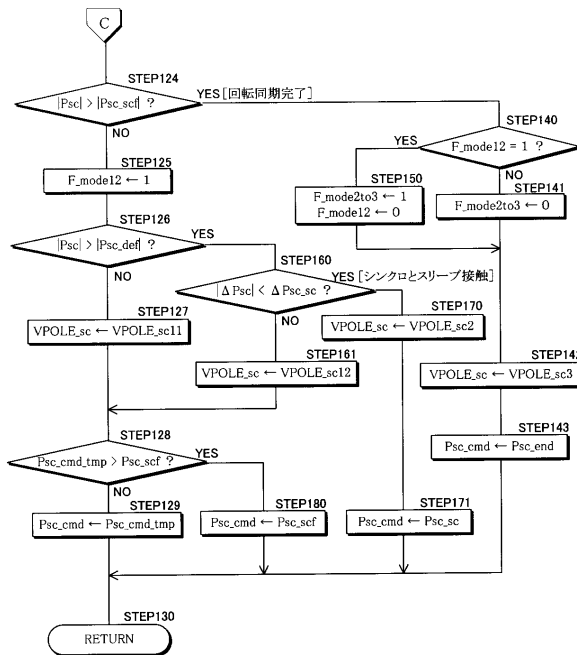 C
STEP124
|Psc| > |Psc_scf| ?
YES [回転同期完了]
NO
STEP140
F_mode12 = 1 ?
YES
NO
STEP125
F_mode12 ← 1
STEP150
F_mode2to3 ← 1
F_mode12 ← 0
STEP141
F_mode2to3 ← 0
STEP126
|Psc| > |Psc_def| ?
YES
NO
STEP160
|Δ Psc| < Δ Psc_sc ?
YES [シンクロとスリーブ接触]
NO
STEP127
VPOLE_sc ← VPOLE_sc11
STEP170
VPOLE_sc ← VPOLE_sc2
STEP161
VPOLE_sc ← VPOLE_sc12
STEP142
VPOLE_sc ← VPOLE_sc3
STEP128
Psc_cmd_tmp > Psc_scf ?
YES
NO
STEP143
Psc_cmd ← Psc_end
STEP129
Psc_cmd ← Psc_cmd_tmp
STEP180
Psc_cmd ← Psc_scf
STEP171
Psc_cmd ← Psc_sc
STEP130
RETURN